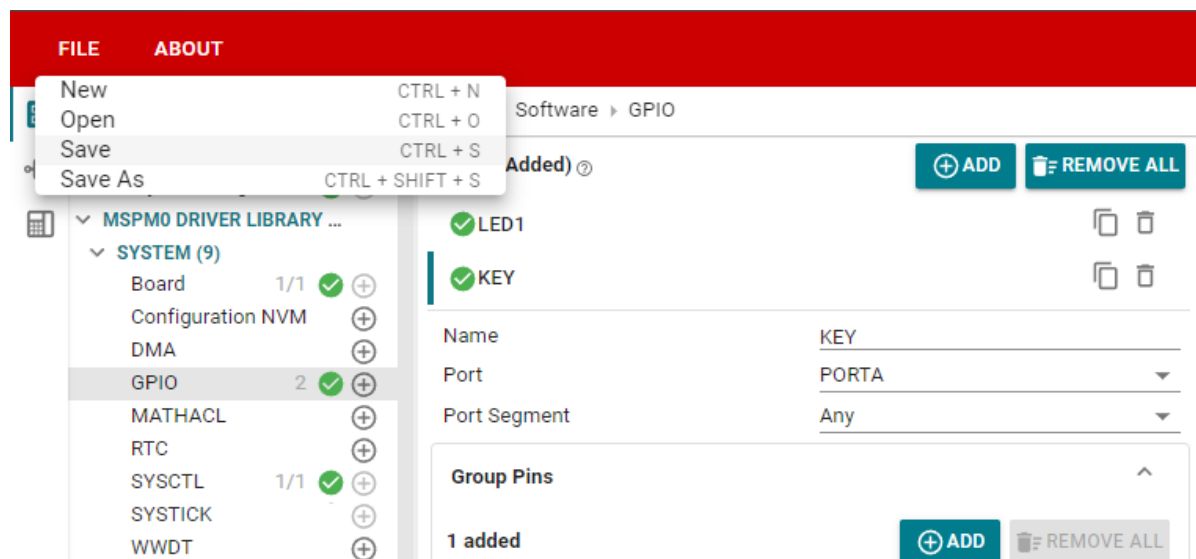 FILE ABOUT
New CTRL + N
Open CTRL + O
Save CTRL + S
Save As CTRL + SHIFT + S
Software GPIO
Added)
ADD REMOVE ALL
MSPM0 DRIVER LIBRARY ...
SYSTEM (9)
Board 1/1
Configuration NVM
DMA
GPIO 2
MATHACL
RTC
SYSCTL 1/1
SYSTICK
WWDT
LED1
KEY
Name KEY
Port PORTA
Port Segment Any
Group Pins
1 added ADD REMOVE ALL